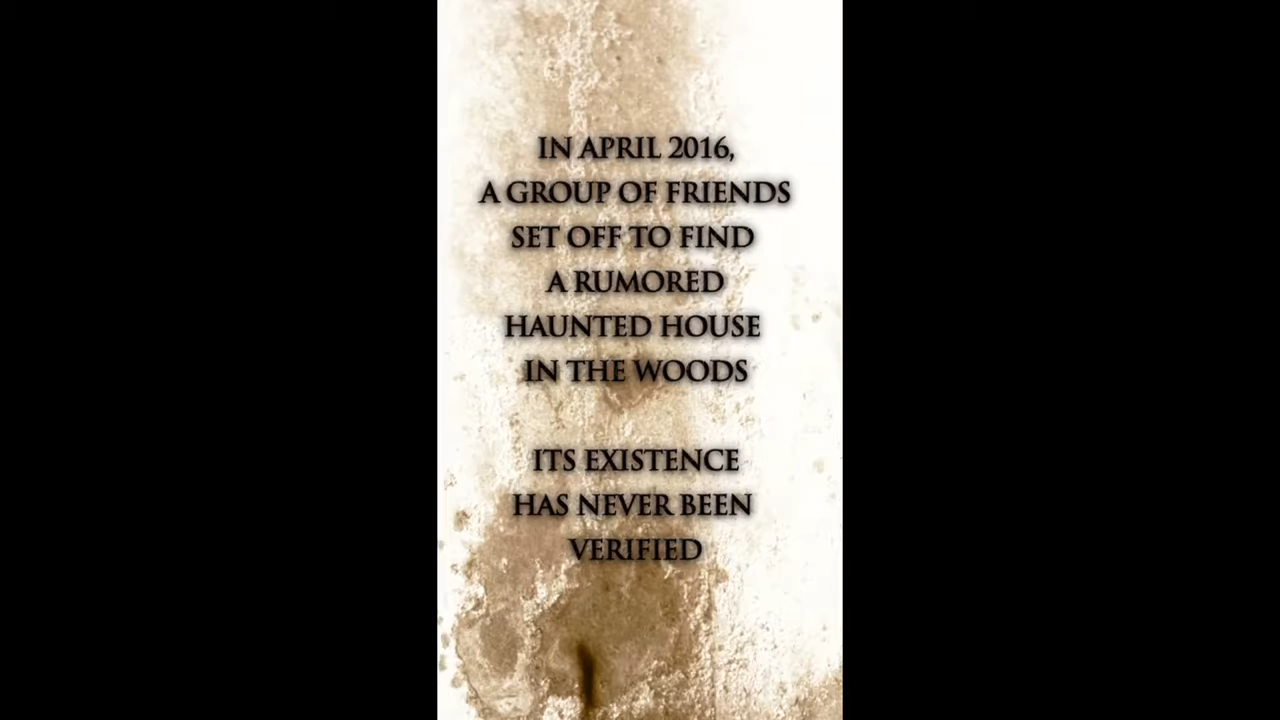 IN APRIL 2016,
A GROUP OF FRIENDS
SET OFF TO FIND
A RUMORED
HAUNTED HOUSE
IN THE WOODS
ITS EXISTENCE
HAS NEVER BEEN
VERIFIED